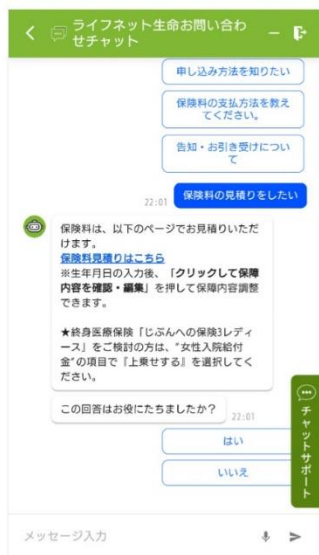 ライフネット生命お問い合わ
せチャット
申し込み方法を知りたい
保険料の支払方法を教え
てください。
告知・お引き受けについ
て
22:01
保険料の見積りをしたい
保険料は、以下のページでお見積りいただ
けます。
保険料見積りはこちら
※生年月日の入力後、「クリックして保障
内容を確認・編集」を押して保障内容調整
できます。
★終身医療保険「じぶんへの保険3レディ
ース」をご検討の方は、“女性入院給付
金”の項目で『上乗せする』を選択してく
ださい。
この回答はお役にたちましたか？
22:01
はい
いいえ
チャットサポート
メッセージ入力